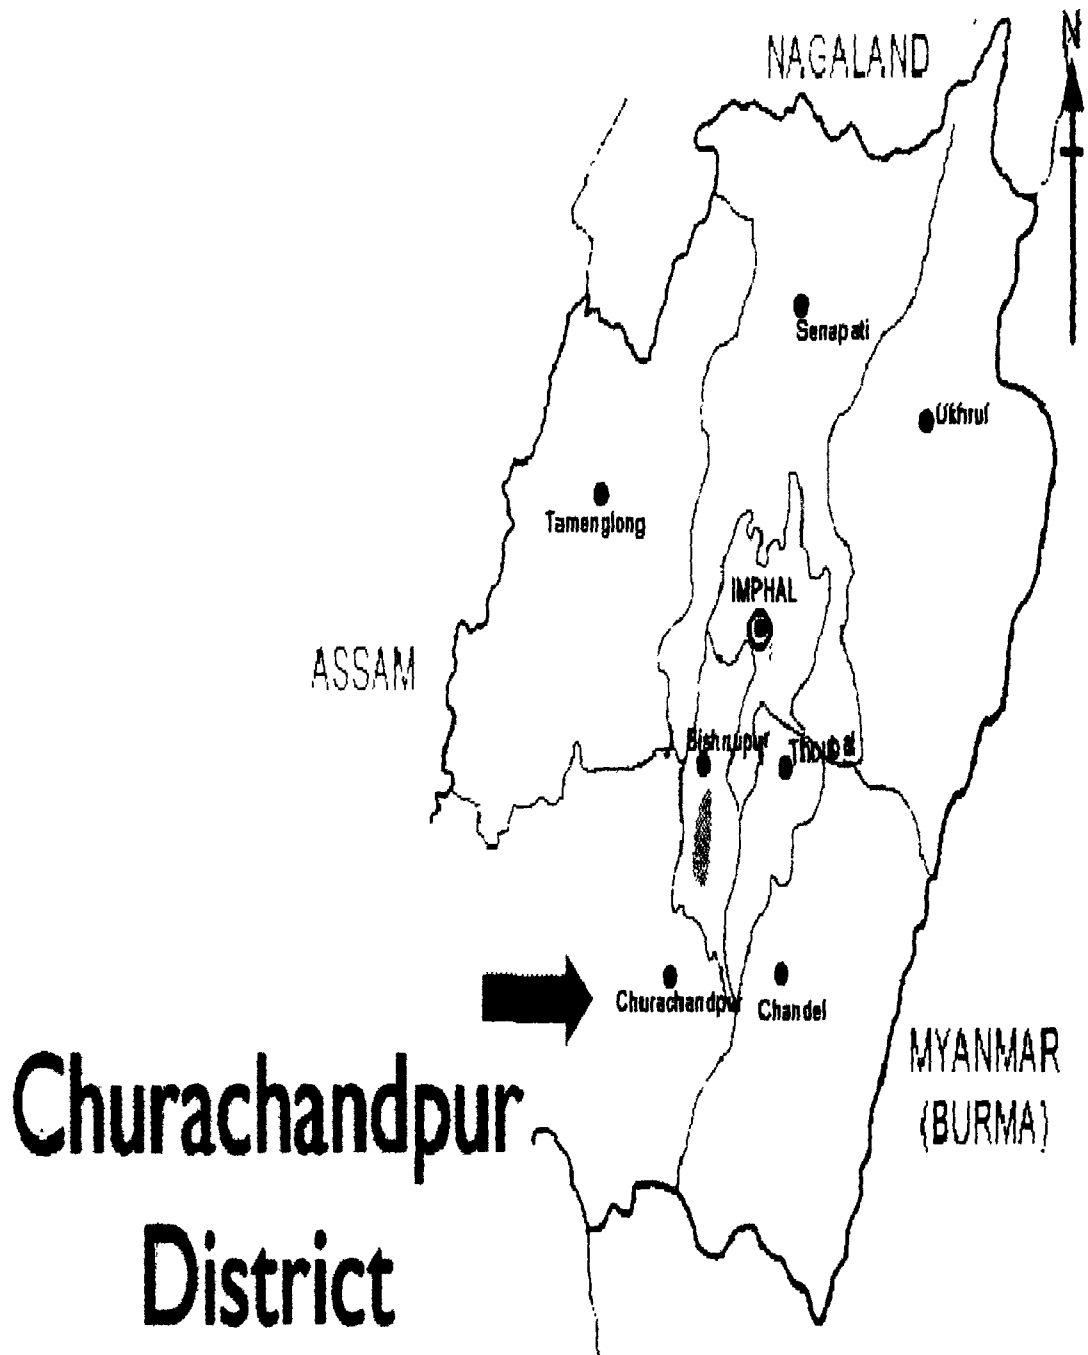 N
NAGALAND
Senapati
Ukhrul
Tamenglong
IMPHAL
ASSAM
Bishnupur
Thoubal
Churachandpur
Chandel
MYANMAR
(BURMA)
Churachandpur
District